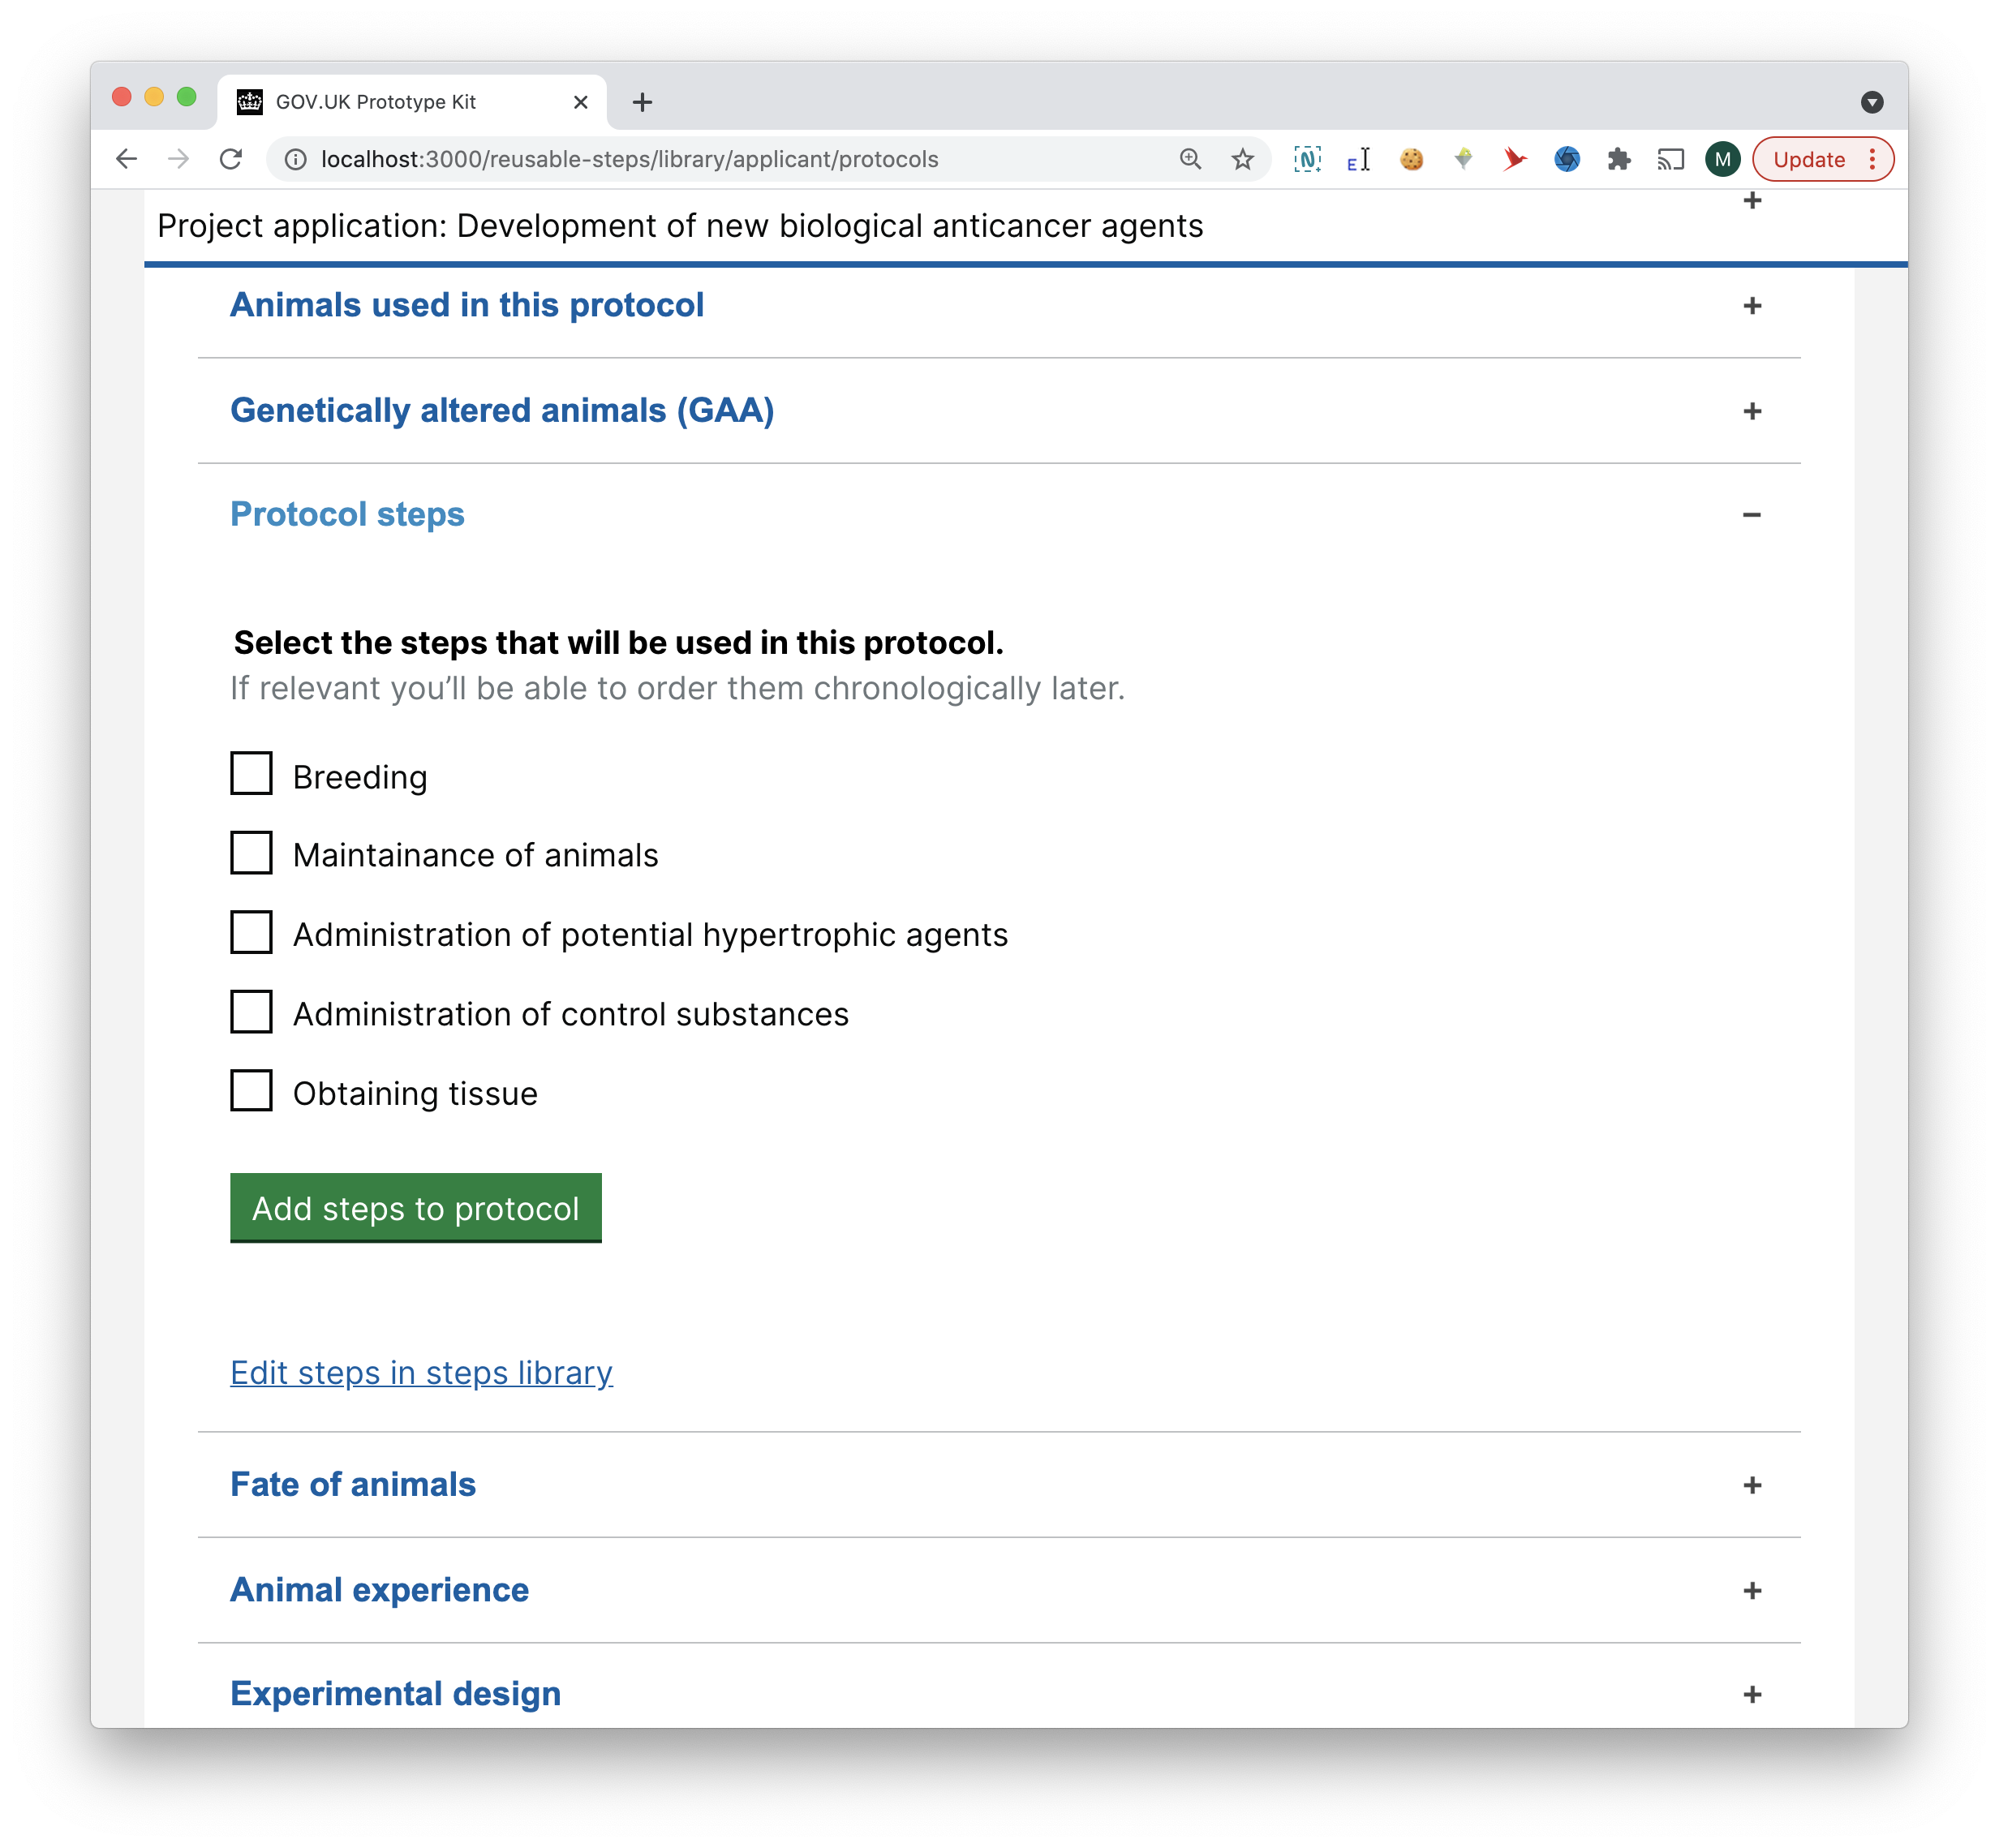 GOV.UK Prototype Kit
localhost:3000/reusable-steps/library/applicant/protocols
M
Update
Project application: Development of new biological anticancer agents
Animals used in this protocol
Genetically altered animals (GAA)
Protocol steps
Select the steps that will be used in this protocol.
If relevant you’ll be able to order them chronologically later.
Breeding
Maintainance of animals
Administration of potential hypertrophic agents
Administration of control substances
Obtaining tissue
Add steps to protocol
Edit steps in steps library
Fate of animals
Animal experience
Experimental design